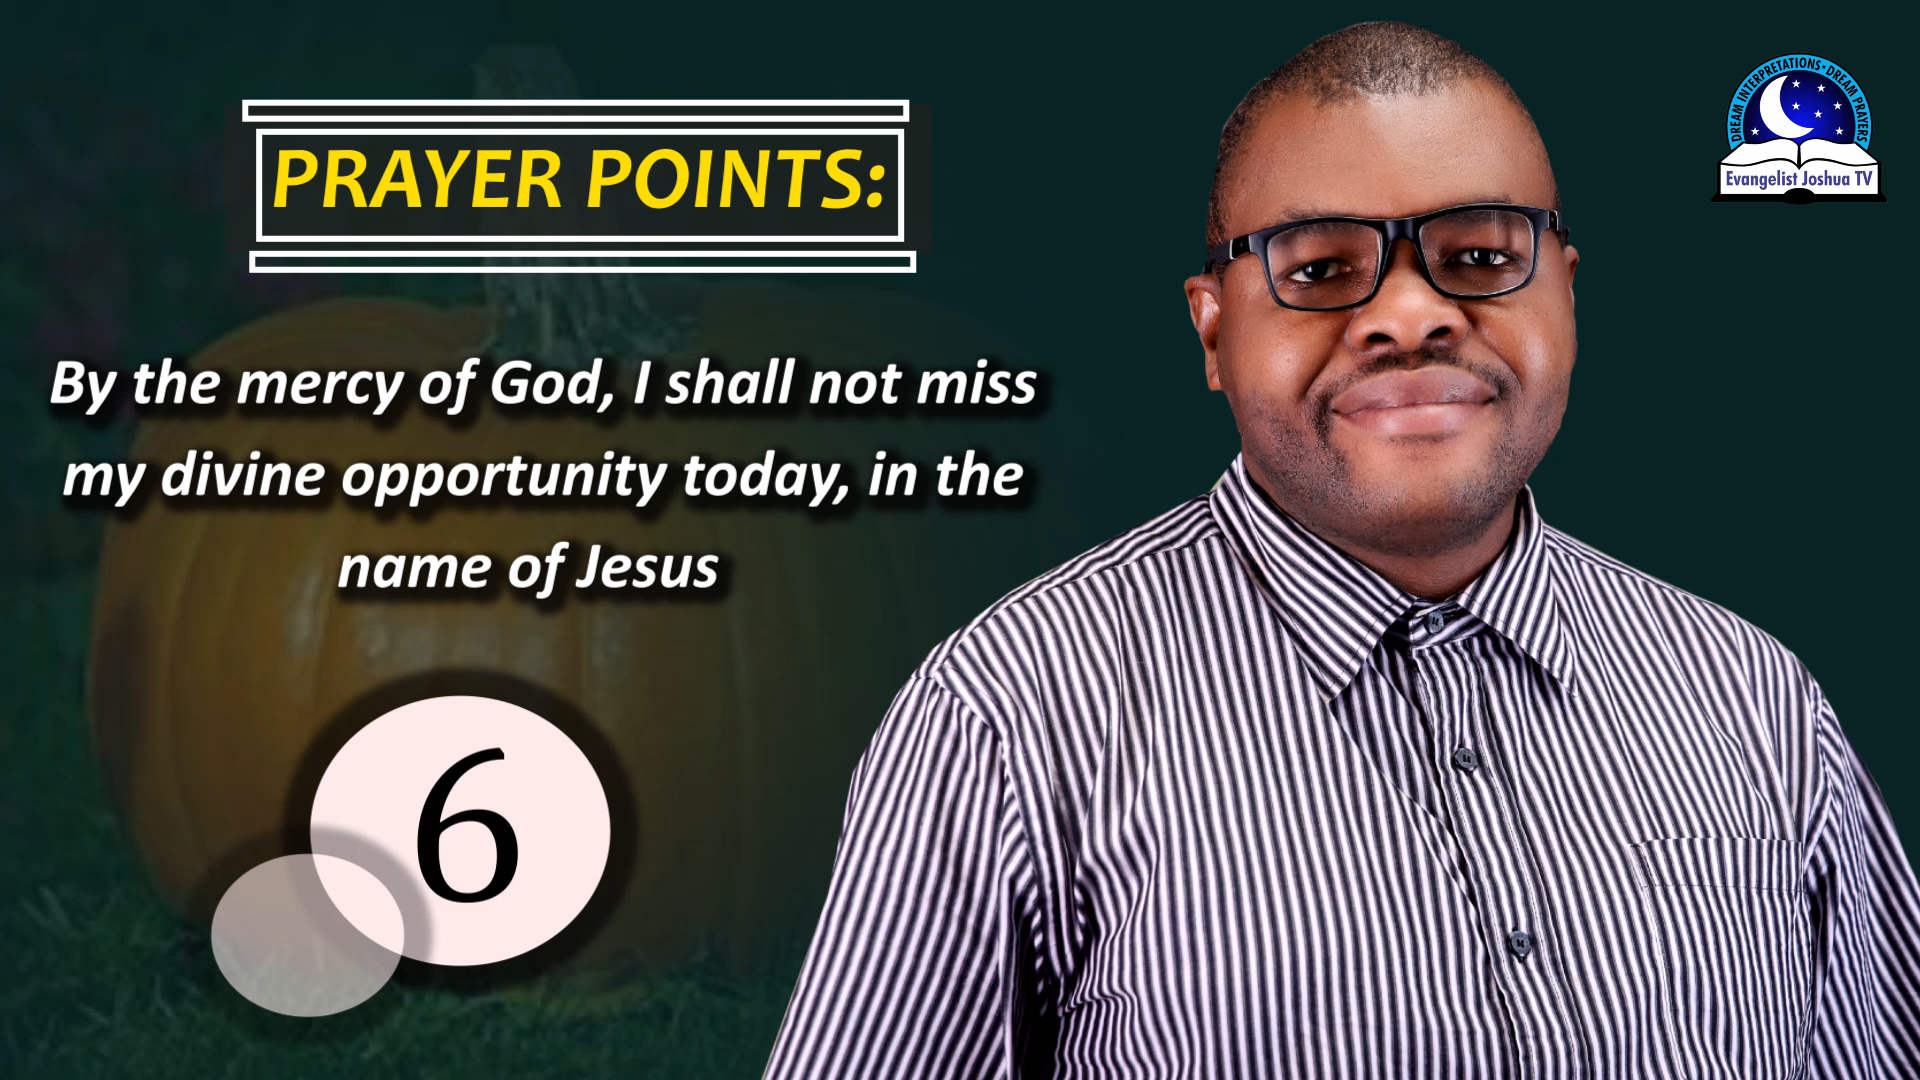 PRAYER POINTS:
By the mercy of God, I shall not miss
my divine opportunity today, in the
name of Jesus
6
DREAM INTERPRETATIONS • DREAM PRAYERS
Evangelist Joshua TV